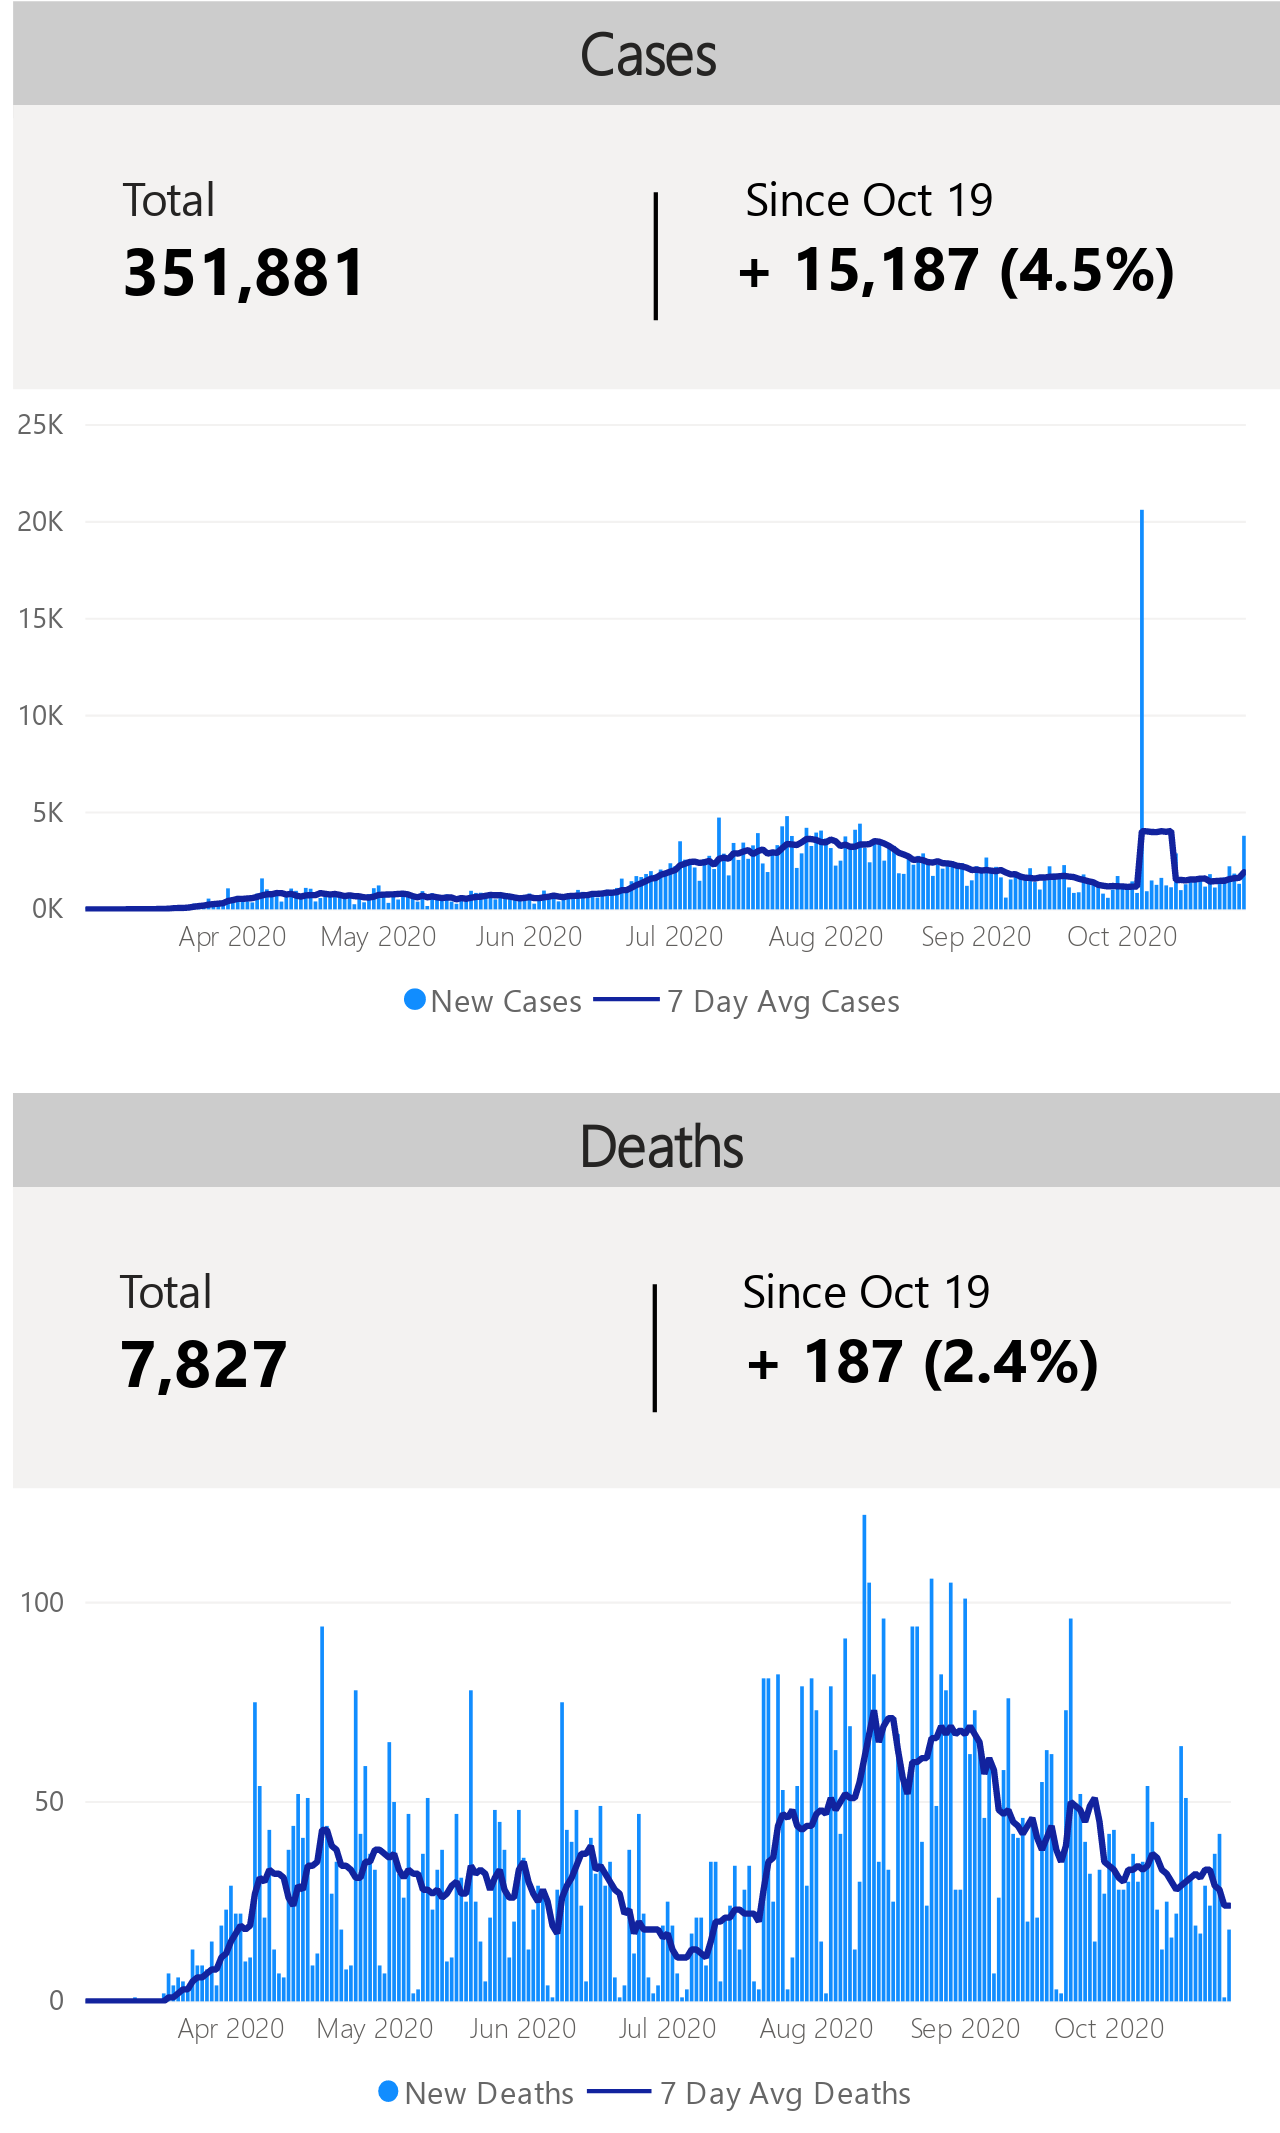 Cases
Total
Since Oct 19
351,881
+ 15,187 (4.5%)
25K
20K
15K
10K
5K
0K
Apr 2020 May 2020 Jun 2020 Jul 2020 Aug 2020 Sep 2020 Oct 2020
New Cases 7 Day Avg Cases
Deaths
Total
Since Oct 19
7,827
+ 187 (2.4%)
100
50
0
Apr 2020 May 2020 Jun 2020 Jul 2020 Aug 2020 Sep 2020 Oct 2020
New Deaths 7 Day Avg Deaths